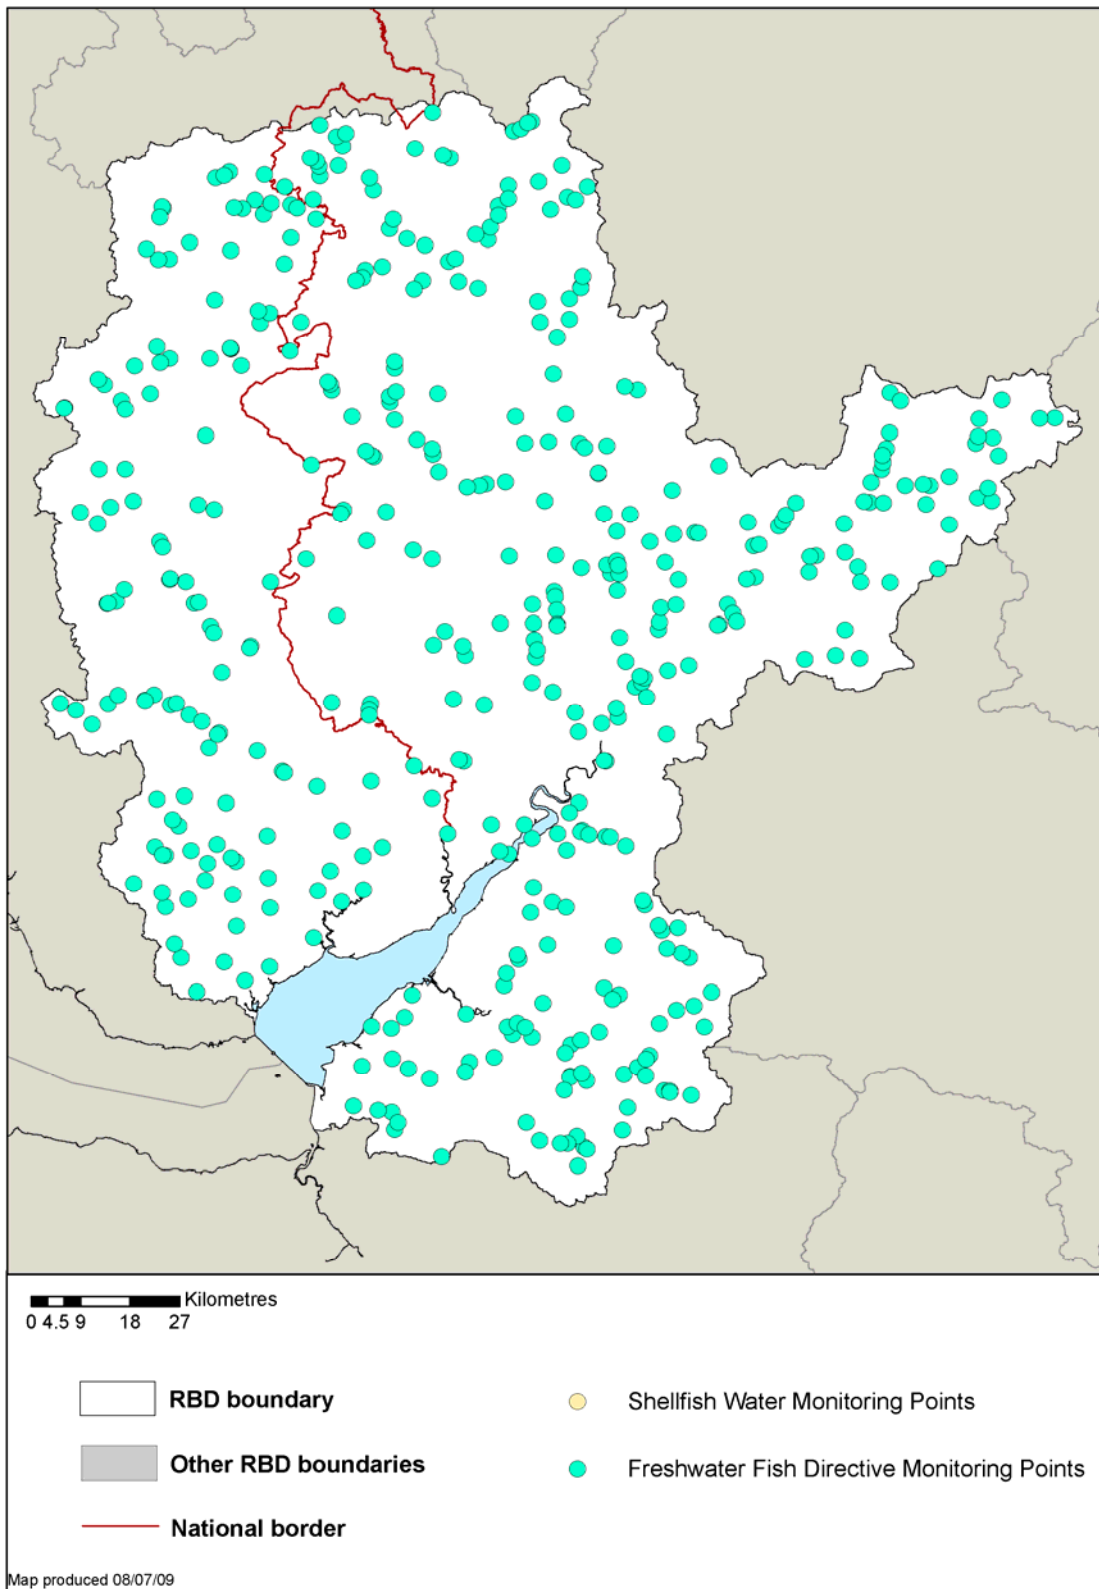 Kilometres
0 4.5 9 18 27
RBD boundary
Shellfish Water Monitoring Points
Other RBD boundaries
Freshwater Fish Directive Monitoring Points
National border
Map produced 08/07/09